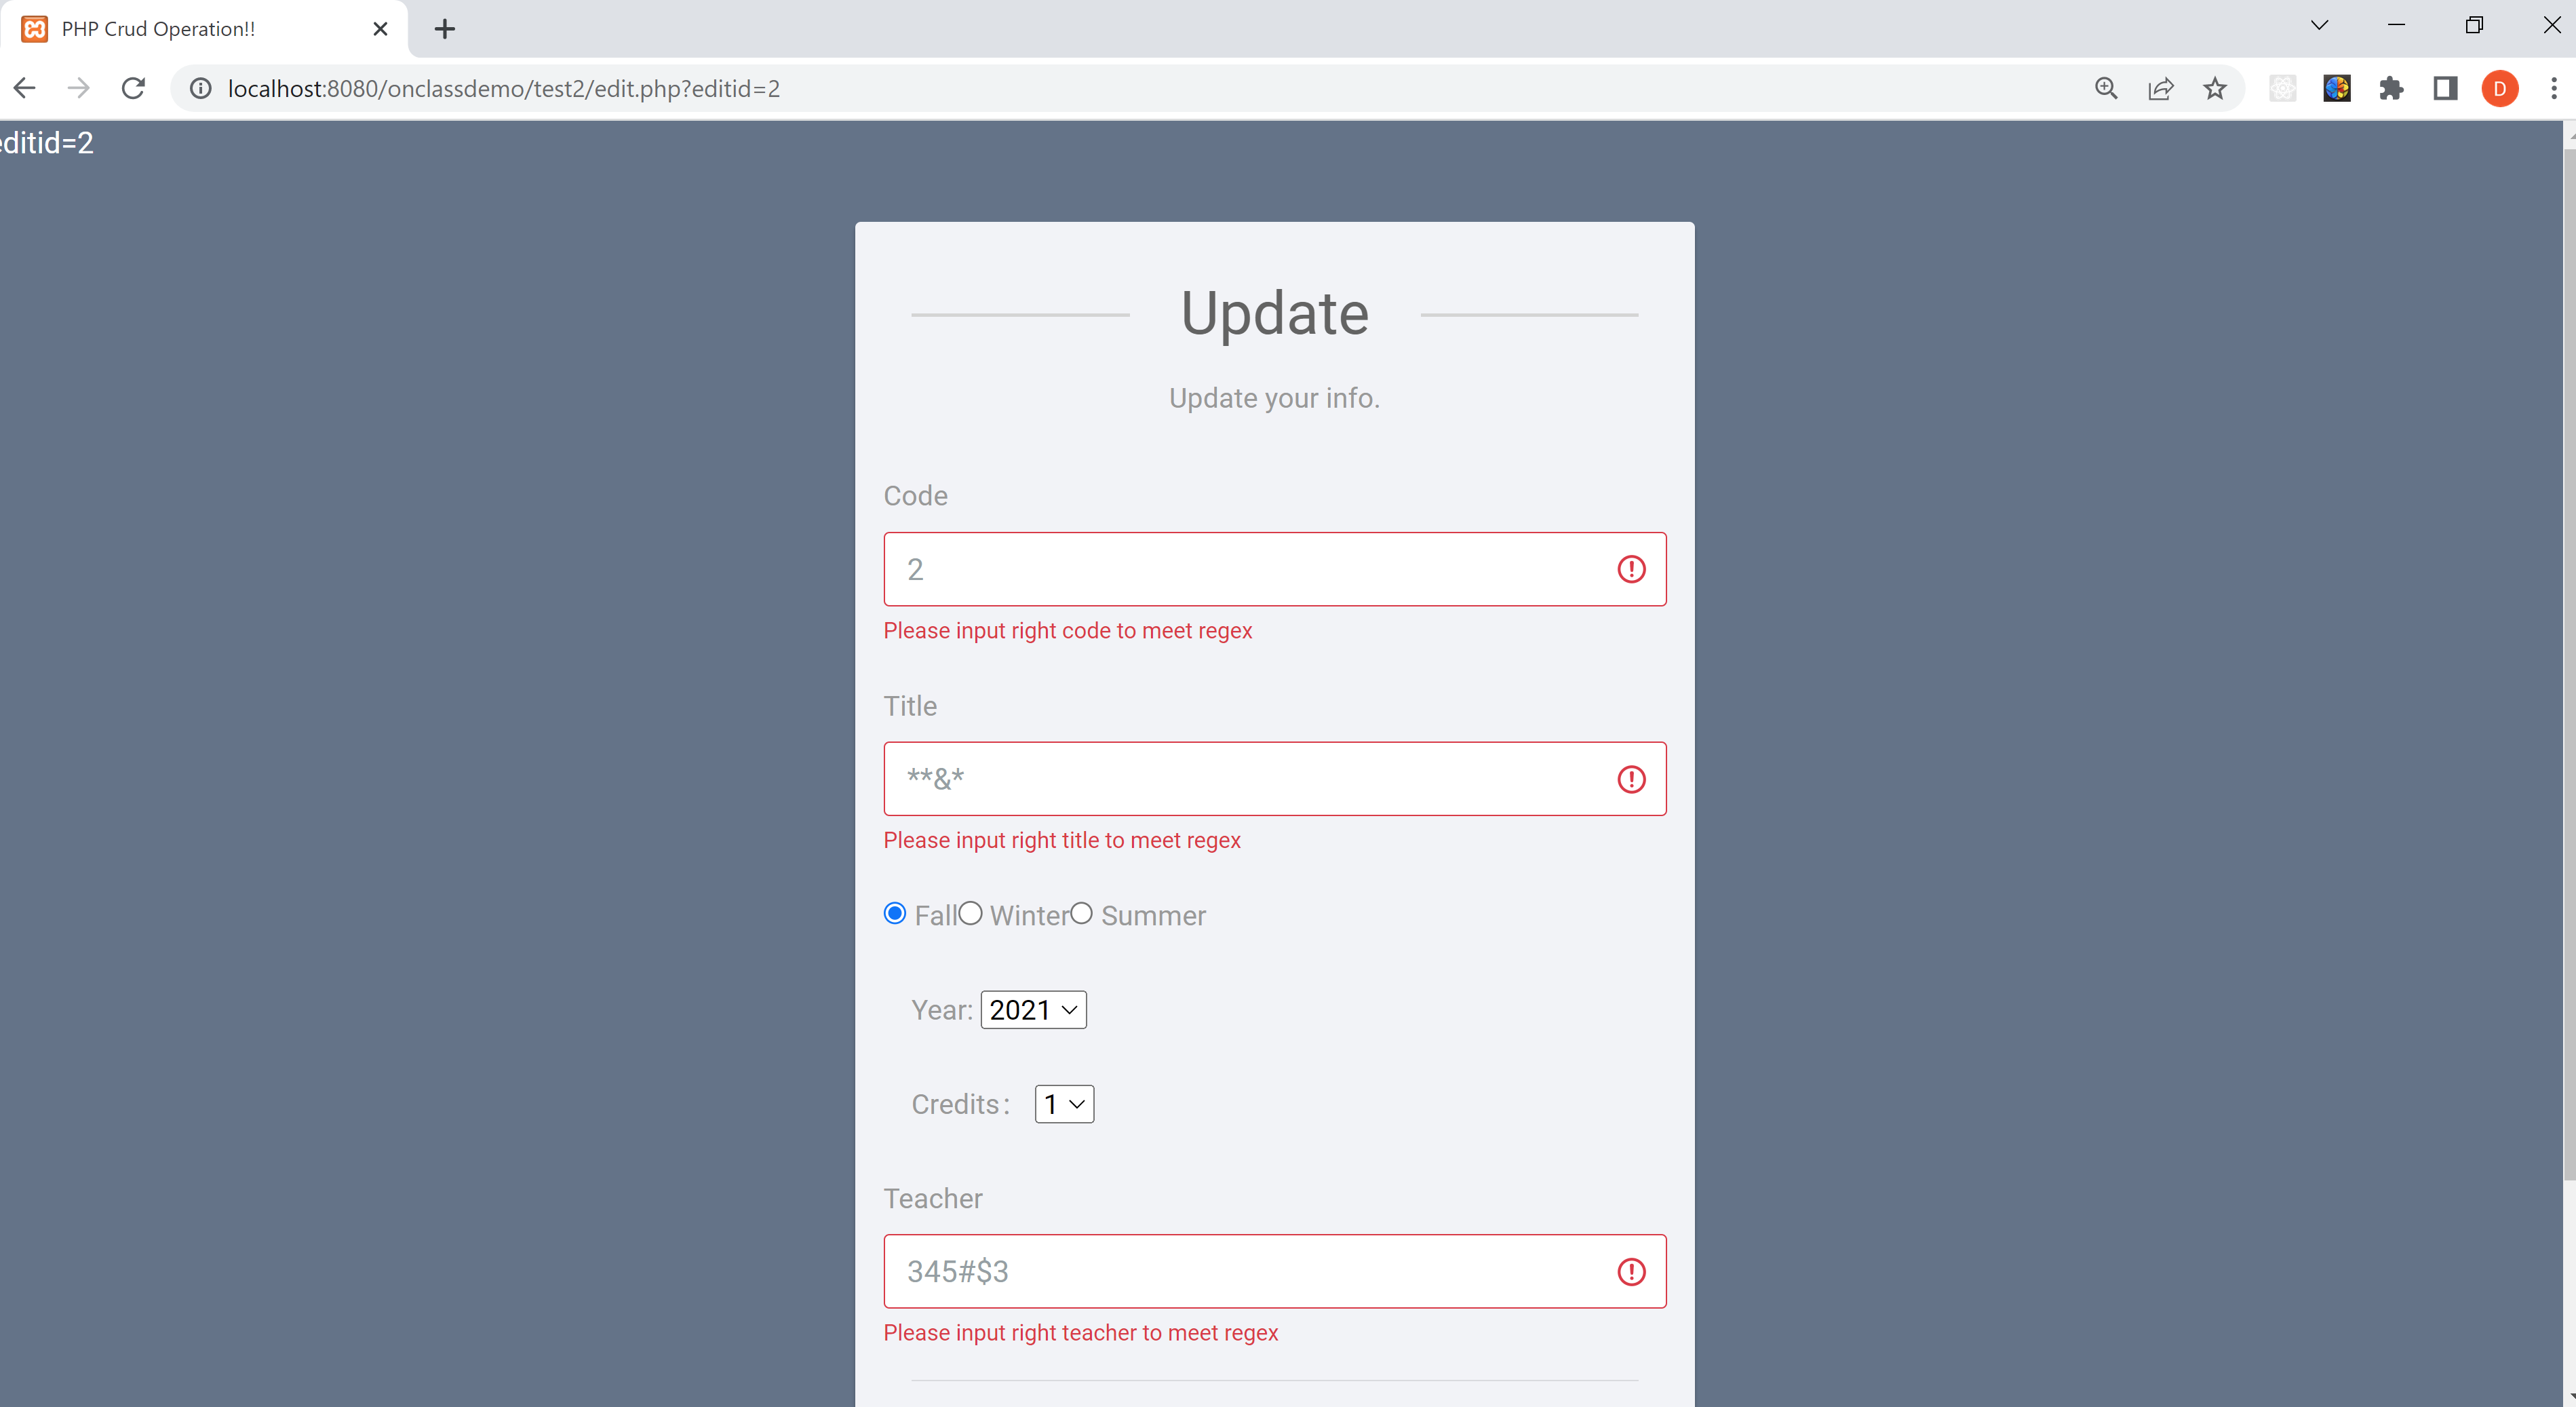 PHP Crud Operation!!
localhost:8080/onclassdemo/test2/edit.php?editid=2
D
editid=2
Update
Update your info.
Code
2
Please input right code to meet regex
Title
**&*
Please input right title to meet regex
Fall Winter Summer
Year: 2021
Credits: 1
Teacher
345#$3
Please input right teacher to meet regex